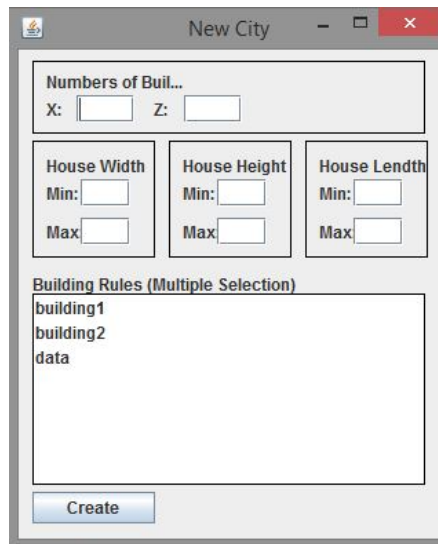 New City
Numbers of Buil...
X: Z:
House Width House Height House Lendth
Min: Min: Min:
Max Max Max
Building Rules (Multiple Selection)
building1
building2
data
Create